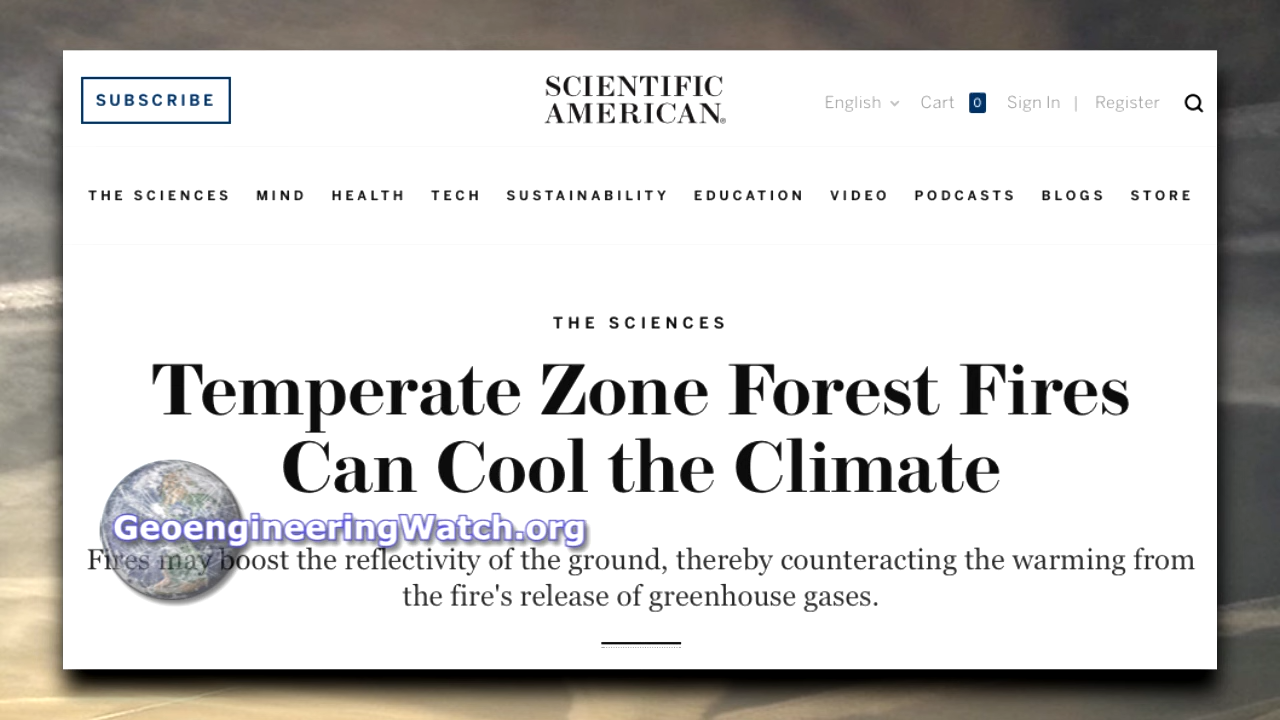 SUBSCRIBE
SCIENTIFIC
AMERICAN®
English
Cart 0
Sign In | Register
THE SCIENCES MIND HEALTH TECH SUSTAINABILITY EDUCATION VIDEO PODCASTS BLOGS STORE
THE SCIENCES
Temperate Zone Forest Fires
Can Cool the Climate
GeoengineeringWatch.org
Fires may boost the reflectivity of the ground, thereby counteracting the warming from
the fire's release of greenhouse gases.